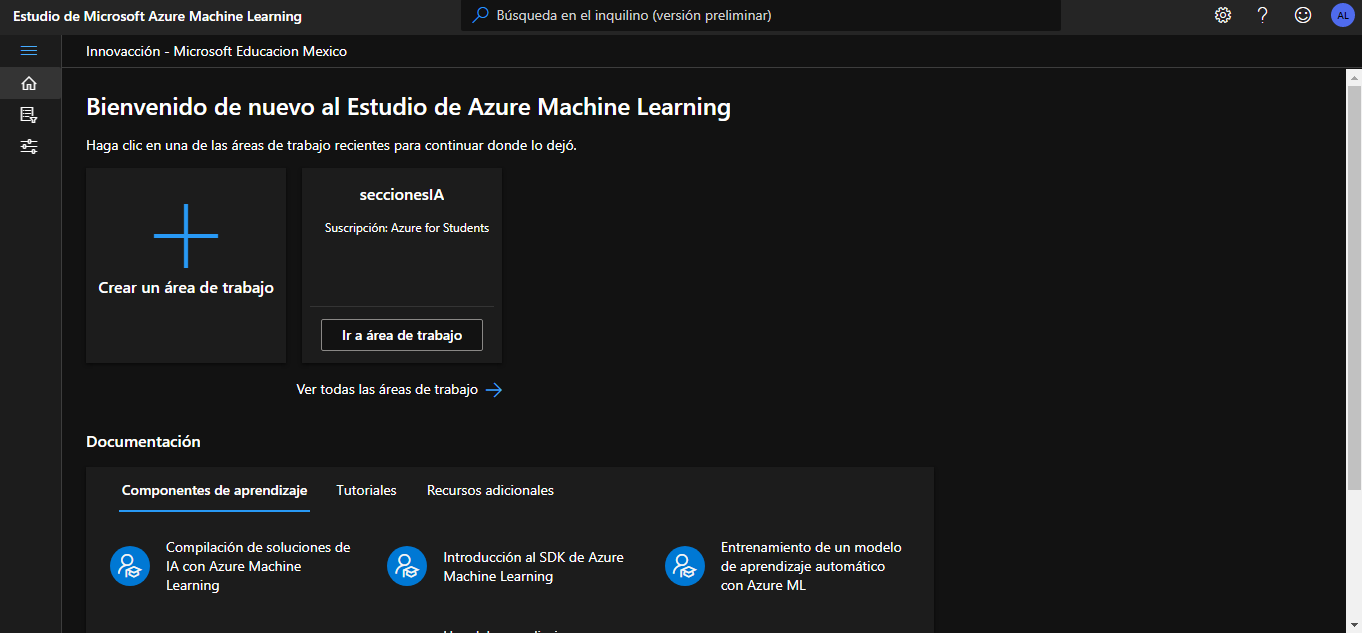 Estudio de Microsoft Azure Machine Learning
Búsqueda en el inquilino (versión preliminar)
AL
Innovacción - Microsoft Educacion Mexico
Bienvenido de nuevo al Estudio de Azure Machine Learning
Haga clic en una de las áreas de trabajo recientes para continuar donde lo dejó.
Crear un área de trabajo
seccionesIA
Suscripción: Azure for Students
Ir a área de trabajo
Ver todas las áreas de trabajo
Documentación
Componentes de aprendizaje
Tutoriales
Recursos adicionales
Compilación de soluciones de
IA con Azure Machine
Learning
Introducción al SDK de Azure
Machine Learning
Entrenamiento de un modelo
de aprendizaje automático
con Azure ML